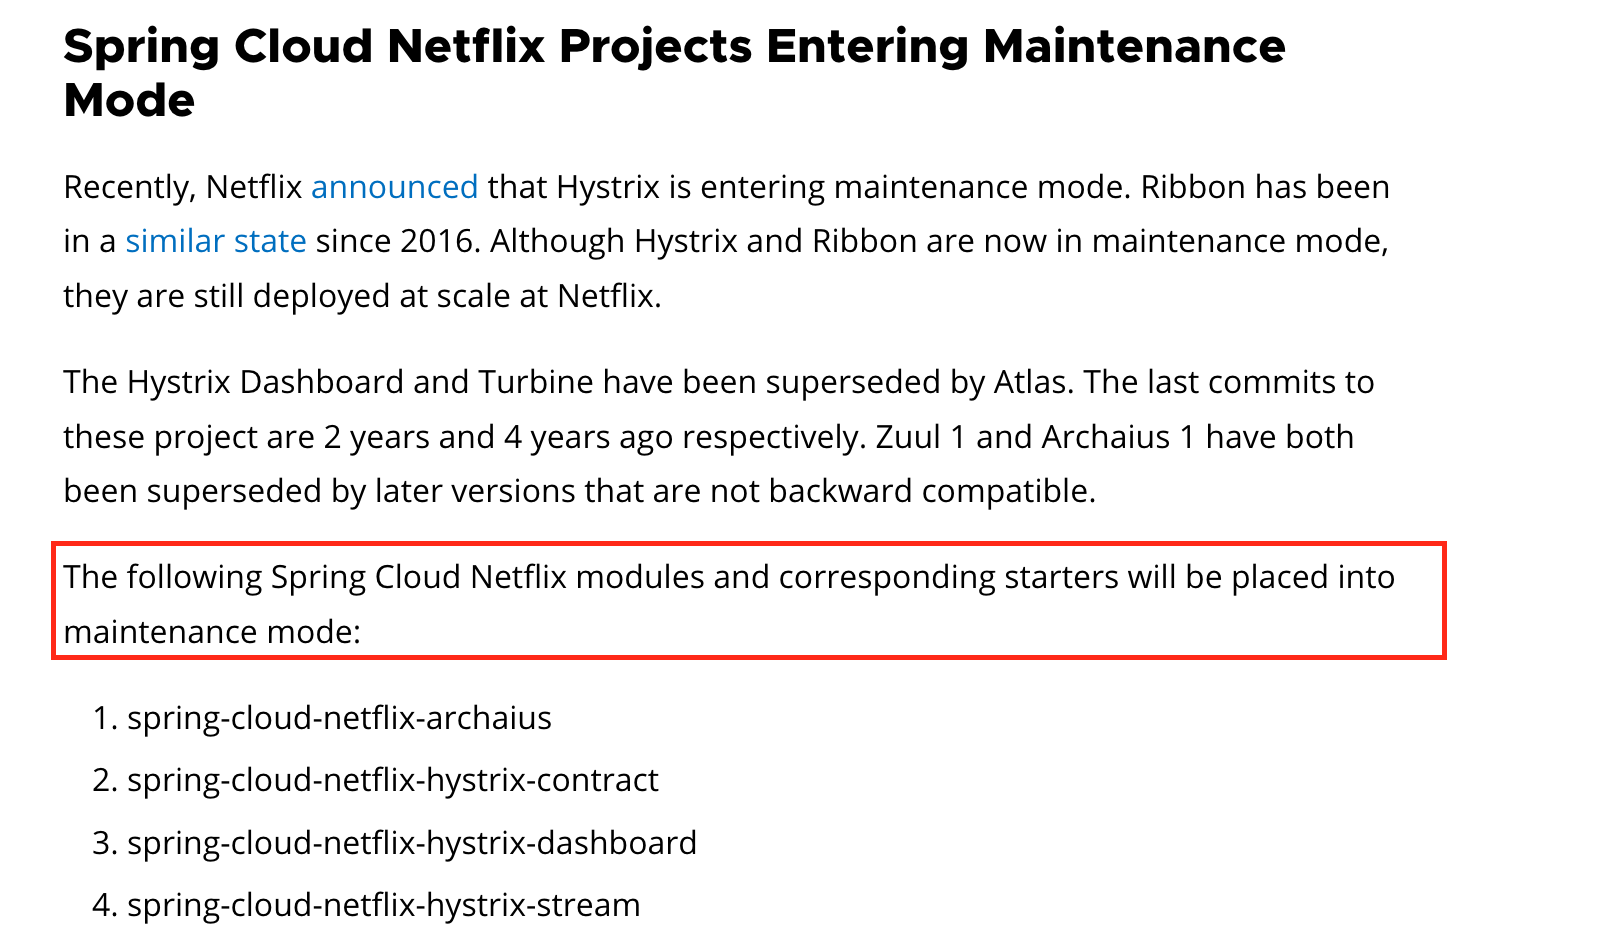 Spring Cloud Netflix Projects Entering Maintenance
Mode
Recently, Netflix announced that Hystrix is entering maintenance mode. Ribbon has been
in a similar state since 2016. Although Hystrix and Ribbon are now in maintenance mode,
they are still deployed at scale at Netflix.
The Hystrix Dashboard and Turbine have been superseded by Atlas. The last commits to
these project are 2 years and 4 years ago respectively. Zuul 1 and Archaius 1 have both
been superseded by later versions that are not backward compatible.
The following Spring Cloud Netflix modules and corresponding starters will be placed into
maintenance mode:
1. spring-cloud-netflix-archaius
2. spring-cloud-netflix-hystrix-contract
3. spring-cloud-netflix-hystrix-dashboard
4. spring-cloud-netflix-hystrix-stream